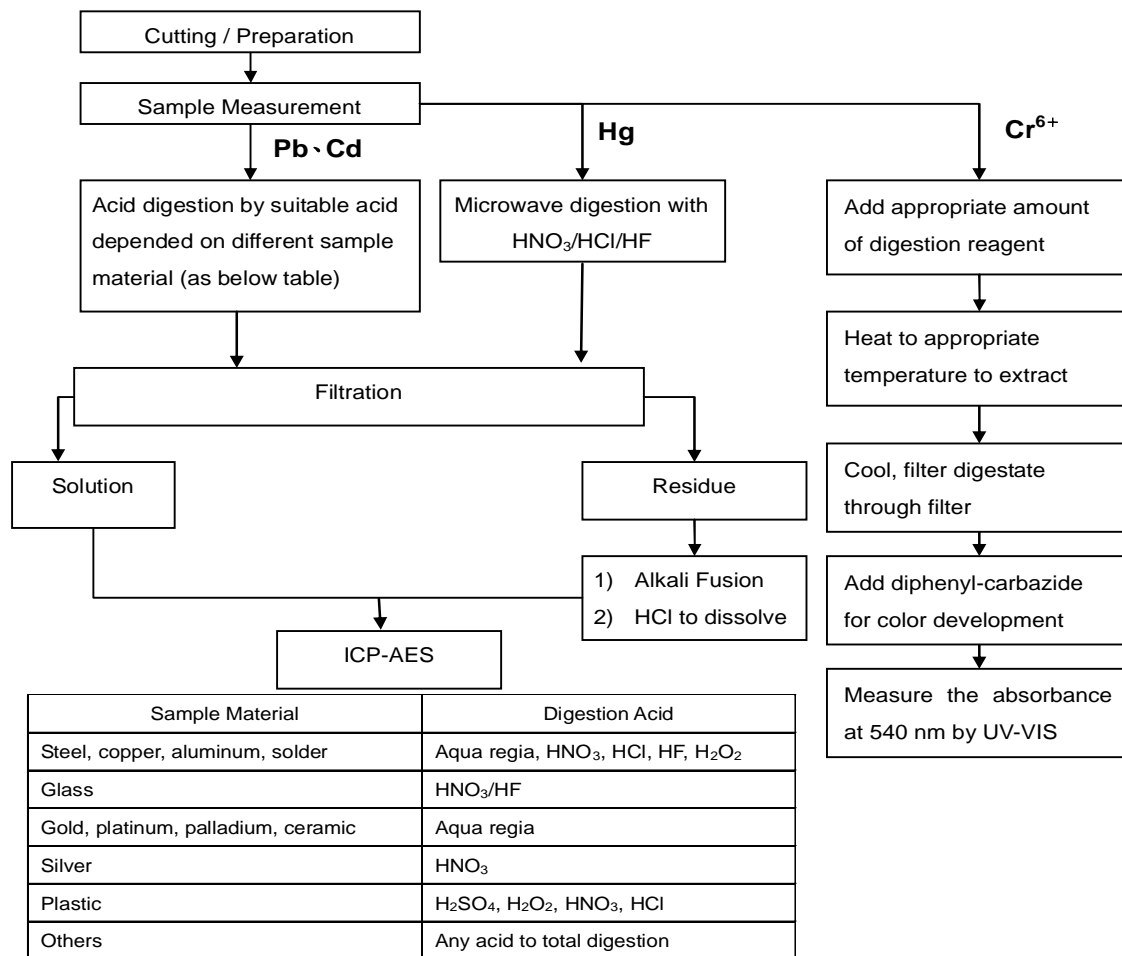 Cutting / Preparation
Sample Measurement
Pb、Cd
Hg
Cr⁶⁺
Acid digestion by suitable acid
depended on different sample
material (as below table)
Microwave digestion with
HNO₃/HCl/HF
Add appropriate amount
of digestion reagent
Heat to appropriate
temperature to extract
Filtration
Cool, filter digestate
through filter
Solution
Residue
1) Alkali Fusion
2) HCl to dissolve
Add diphenyl-carbazide
for color development
ICP-AES
Measure the absorbance
at 540 nm by UV-VIS
Sample Material Digestion Acid
Steel, copper, aluminum, solder Aqua regia, HNO₃, HCl, HF, H₂O₂
Glass HNO₃/HF
Gold, platinum, palladium, ceramic Aqua regia
Silver HNO₃
Plastic H₂SO₄, H₂O₂, HNO₃, HCl
Others Any acid to total digestion